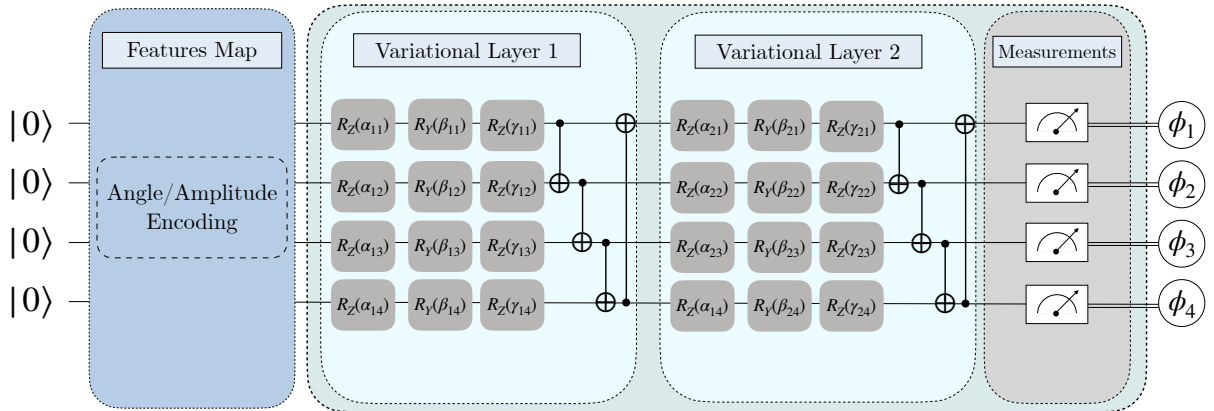 Features Map
Variational Layer 1
Variational Layer 2
Measurements
|0⟩ R_Z(α_11) R_Y(β_11) R_Z(γ_11) R_Z(α_21) R_Y(β_21) R_Z(γ_21) ϕ_1
|0⟩ R_Z(α_12) R_Y(β_12) R_Z(γ_12) R_Z(α_22) R_Y(β_22) R_Z(γ_22) ϕ_2
Angle/Amplitude
Encoding
|0⟩ R_Z(α_13) R_Y(β_13) R_Z(γ_13) R_Z(α_23) R_Y(β_23) R_Z(γ_23) ϕ_3
|0⟩ R_Z(α_14) R_Y(β_14) R_Z(γ_14) R_Z(α_14) R_Y(β_24) R_Z(γ_24) ϕ_4